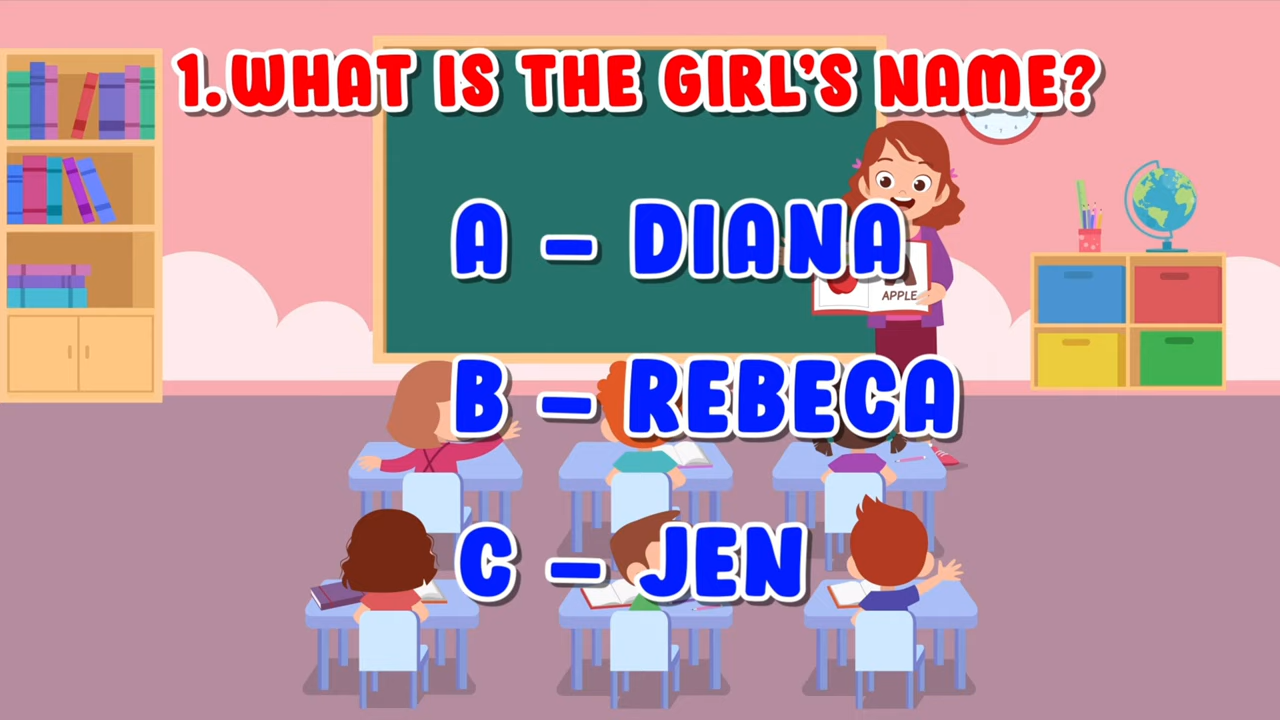 1.WHAT IS THE GIRL'S NAME?
A – DIANA
APPLE
B – REBECA
C – JEN